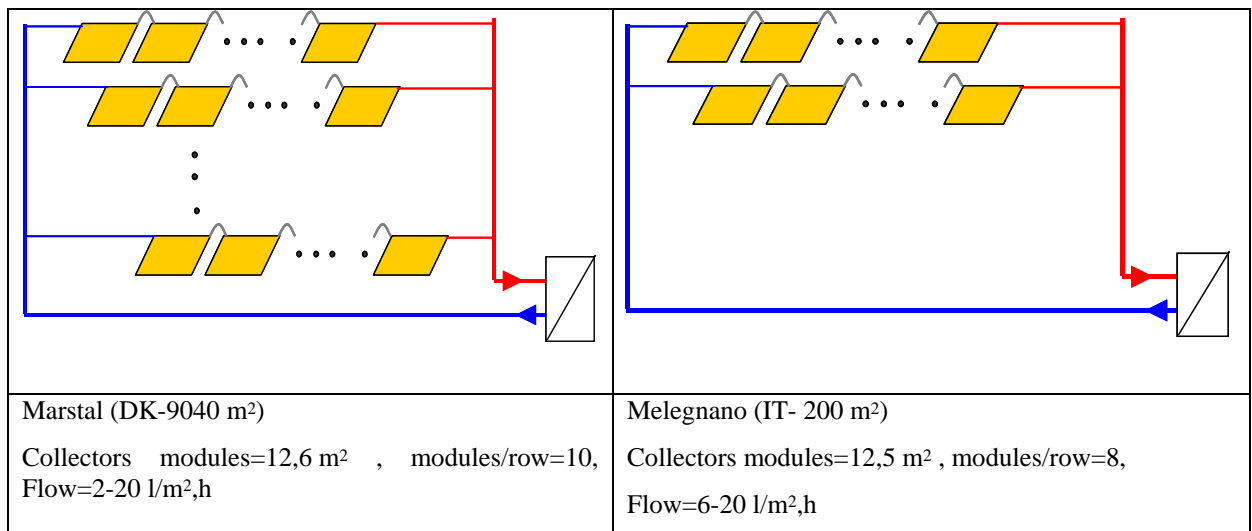 Marstal (DK-9040 m²)
Collectors modules=12,6 m² , modules/row=10,
Flow=2-20 l/m²,h
Melegnano (IT- 200 m²)
Collectors modules=12,5 m² , modules/row=8,
Flow=6-20 l/m²,h